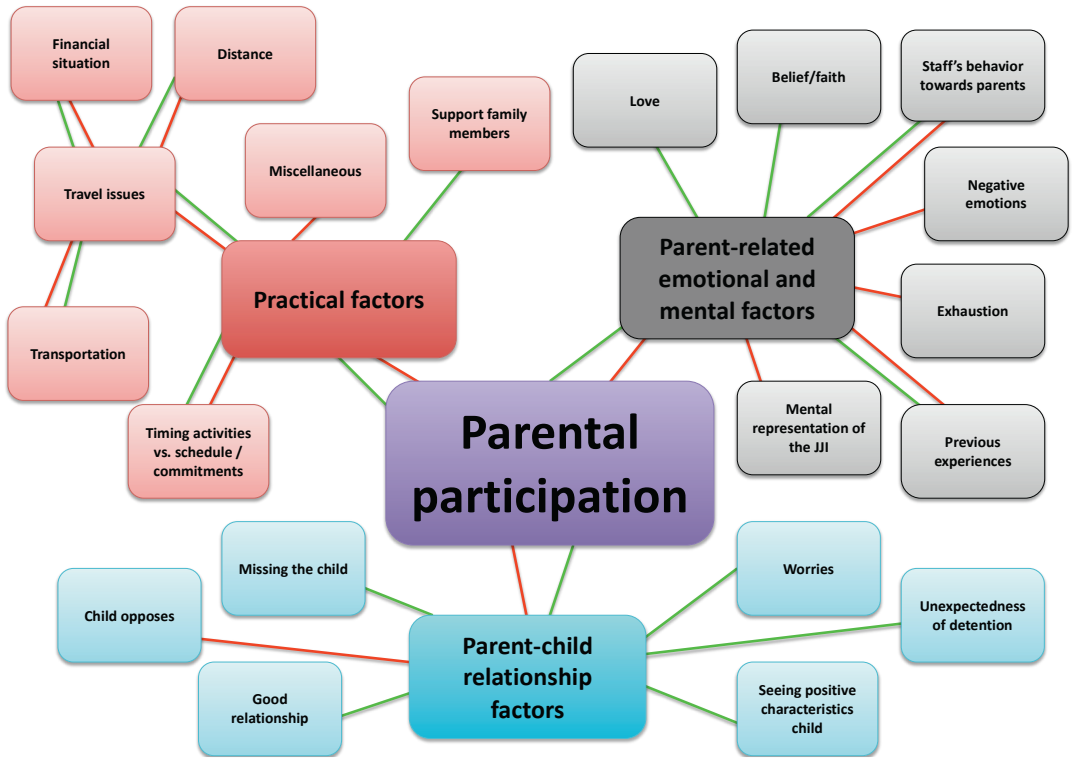 Financial
situation
Distance
Support family
members
Miscellaneous
Travel issues
Practical factors
Transportation
Timing activities
vs. schedule /
commitments
Love
Belief/faith
Staff’s behavior
towards parents
Negative
emotions
Parent-related
emotional and
mental factors
Exhaustion
Mental
representation of
the JJI
Previous
experiences
Parental
participation
Missing the child
Child opposes
Good
relationship
Parent-child
relationship
factors
Worries
Unexpectedness
of detention
Seeing positive
characteristics
child